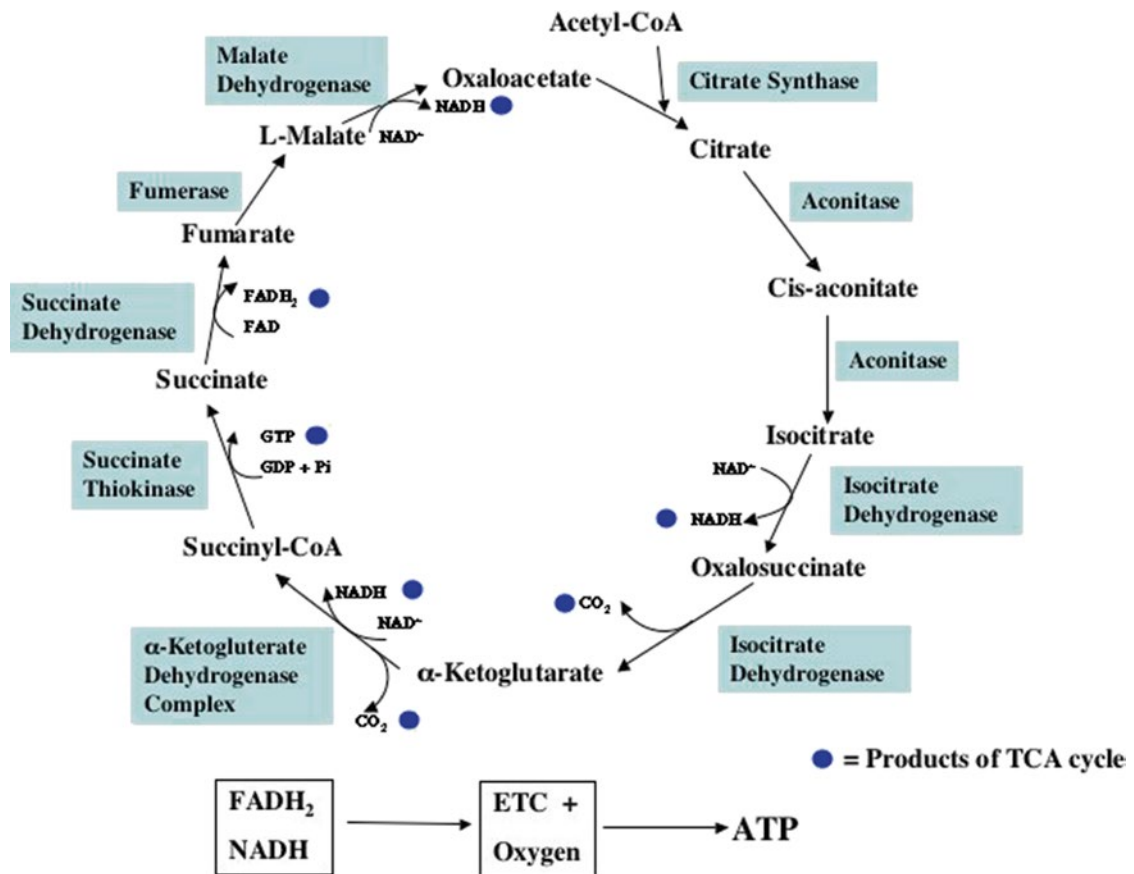 Acetyl-CoA
Malate
Dehydrogenase
Oxaloacetate
Citrate Synthase
NADH
NAD+
L-Malate
Citrate
Fumerase
Aconitase
Fumarate
Cis-aconitate
Succinate
Dehydrogenase
FADH₂
FAD
Aconitase
Succinate
Isocitrate
GTP
GDP + Pi
Succinate
Thiokinase
NAD+
NADH
Isocitrate
Dehydrogenase
Succinyl-CoA
Oxalosuccinate
NADH
NAD+
CO₂
α-Ketogluterate
Dehydrogenase
Complex
α-Ketoglutarate
Isocitrate
Dehydrogenase
CO₂
= Products of TCA cycle
FADH₂
NADH
ETC +
Oxygen
ATP